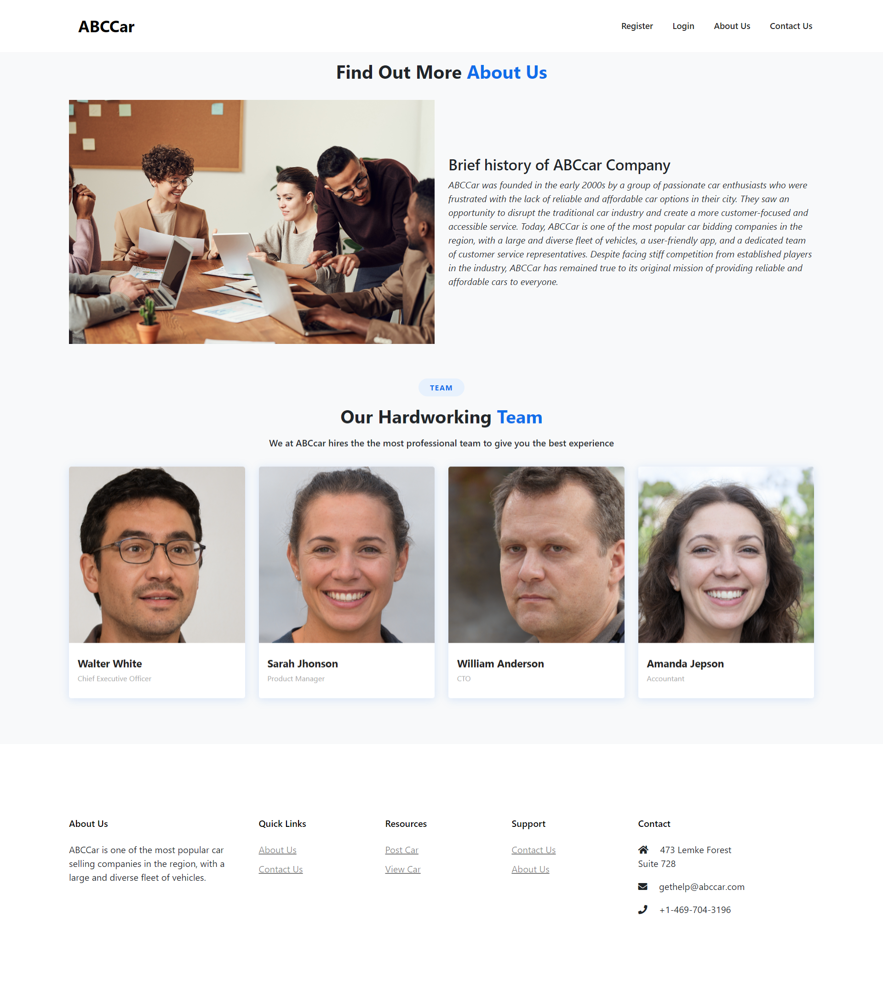 ABCCar
Register
Login
About Us
Contact Us
Find Out More About Us
Brief history of ABCcar Company
ABCCar was founded in the early 2000s by a group of passionate car enthusiasts who were
frustrated with the lack of reliable and affordable car options in their city. They saw an
opportunity to disrupt the traditional car industry and create a more customer-focused and
accessible service. Today, ABCCar is one of the most popular car bidding companies in the
region, with a large and diverse fleet of vehicles, a user-friendly app, and a dedicated team
of customer service representatives. Despite facing stiff competition from established players
in the industry, ABCCar has remained true to its original mission of providing reliable and
affordable cars to everyone.
TEAM
Our Hardworking Team
We at ABCcar hires the the most professional team to give you the best experience
Walter White
Chief Executive Officer
Sarah Jhonson
Product Manager
William Anderson
CTO
Amanda Jepson
Accountant
About Us
ABCCar is one of the most popular car
selling companies in the region, with a
large and diverse fleet of vehicles.
Quick Links
About Us
Contact Us
Resources
Post Car
View Car
Support
Contact Us
About Us
Contact
473 Lemke Forest
Suite 728
gethelp@abccar.com
+1-469-704-3196